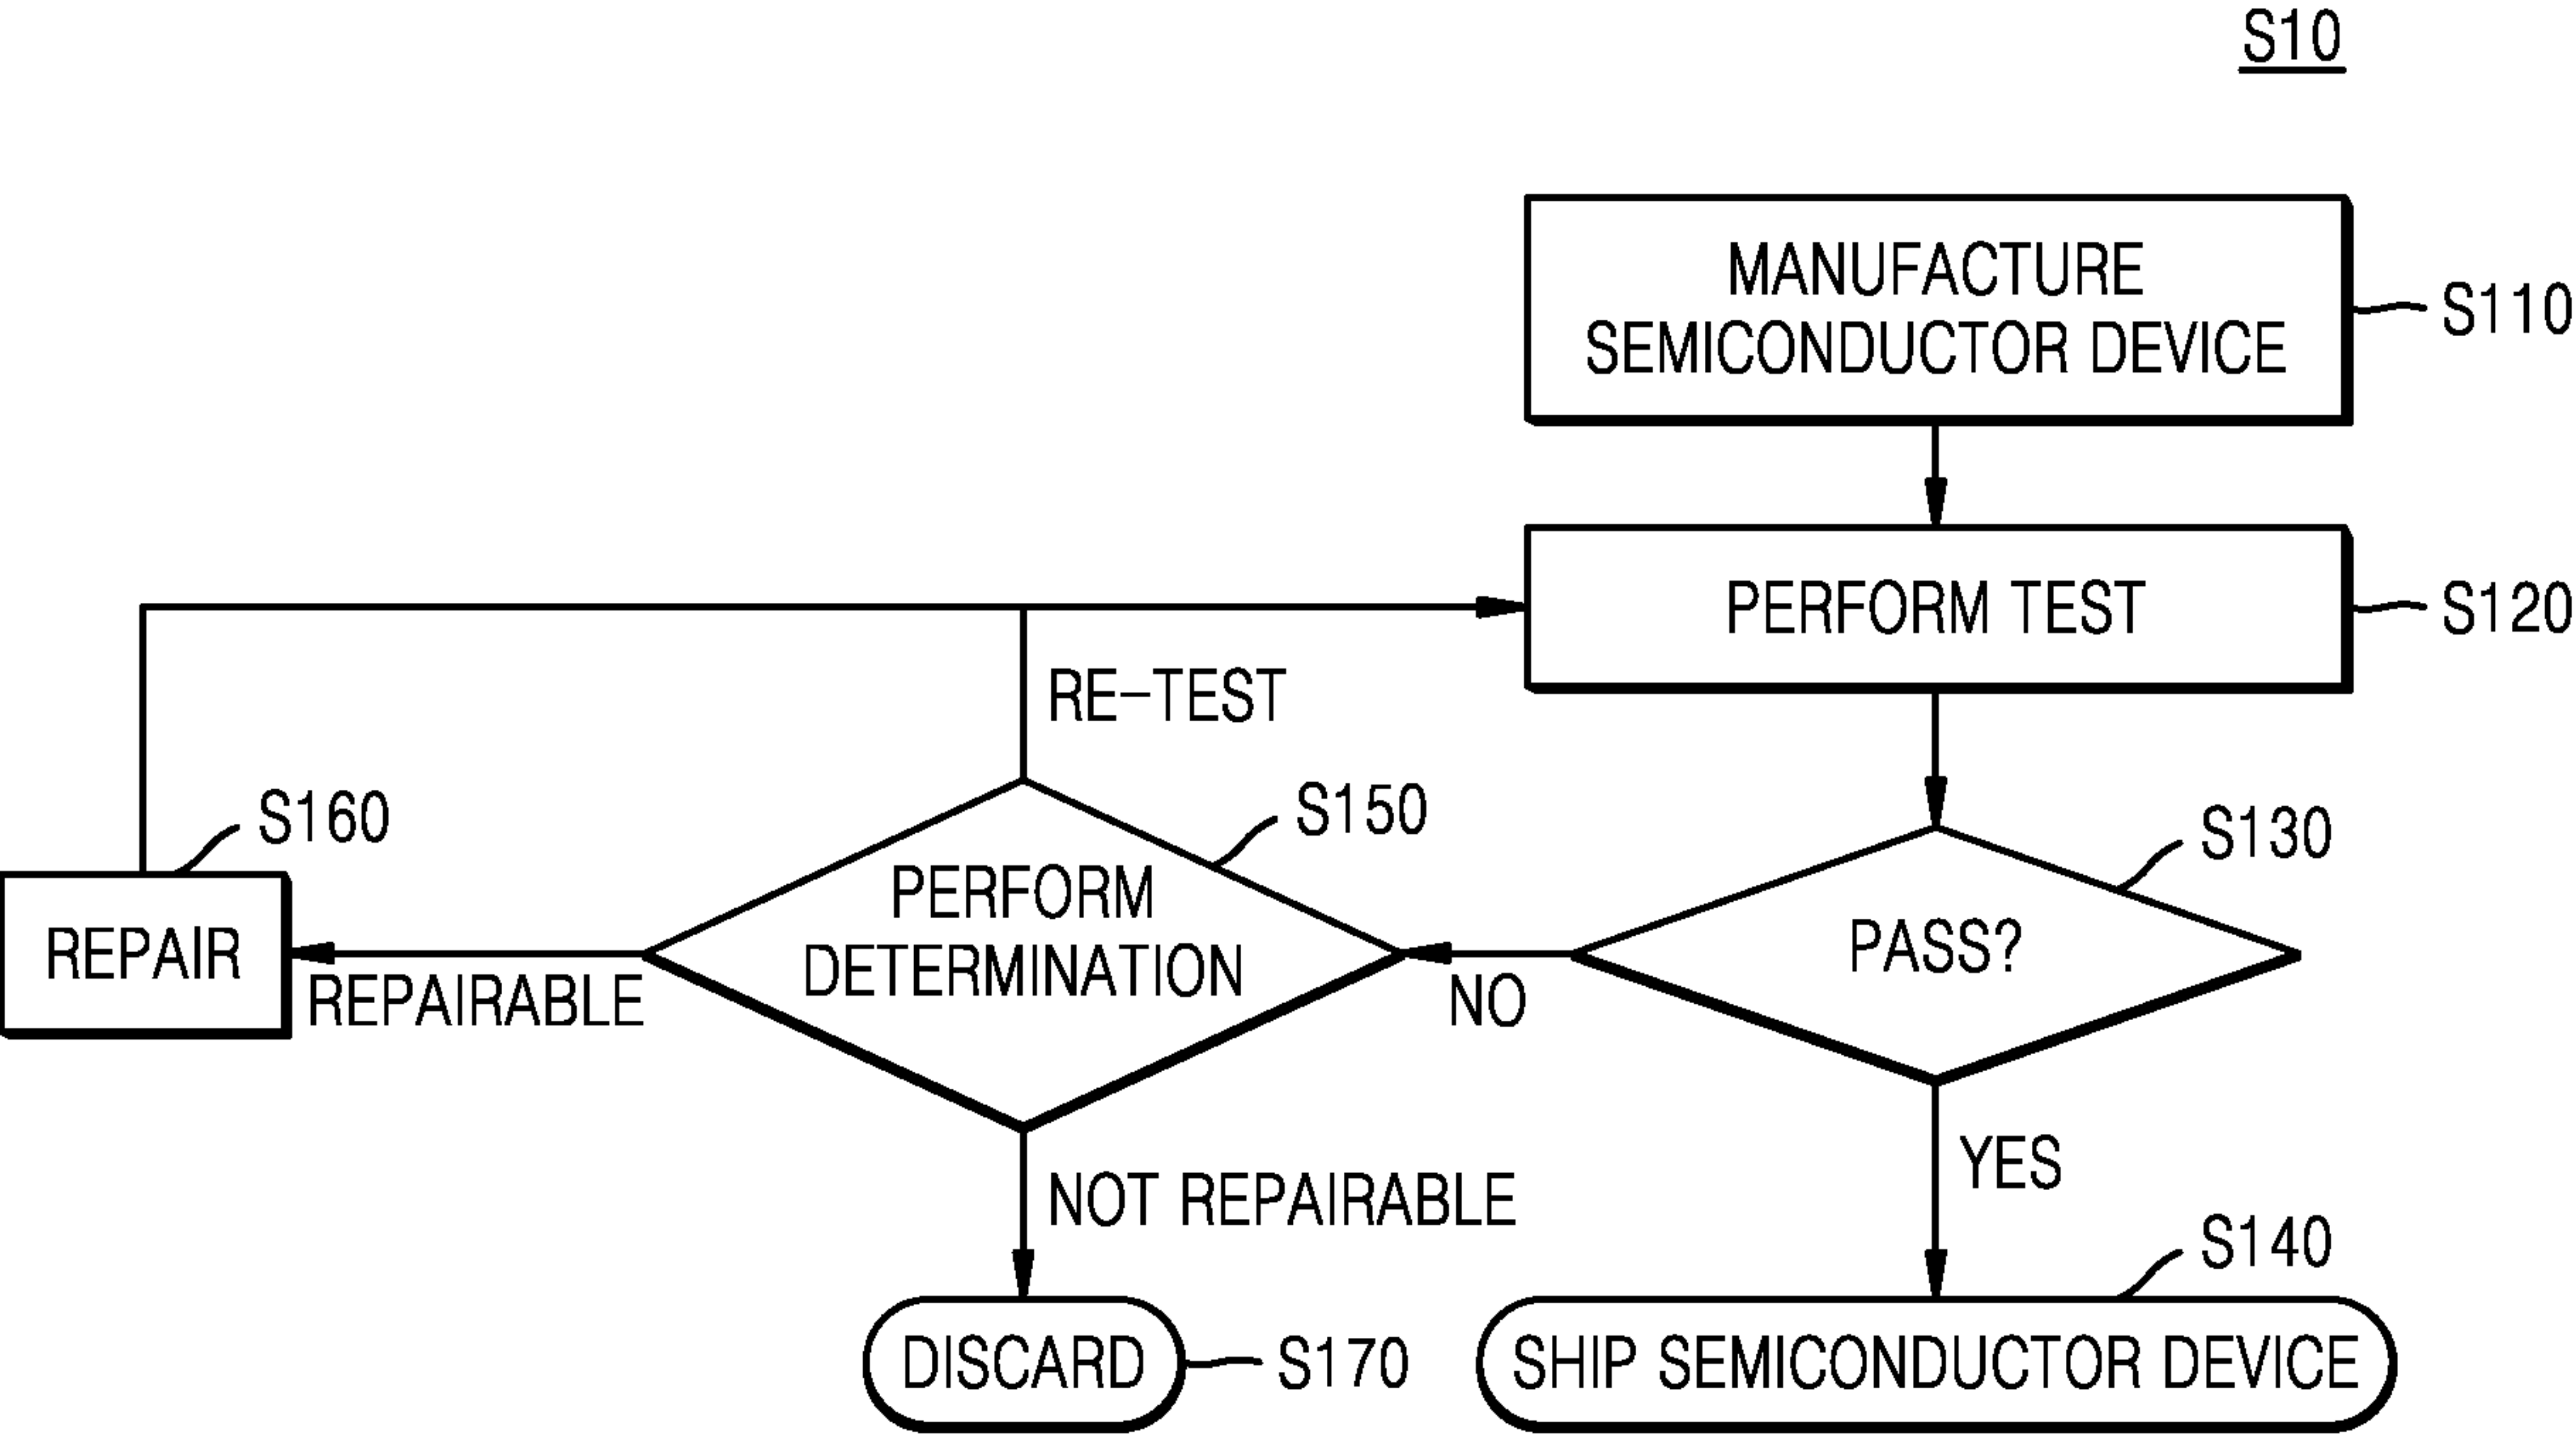 S10
MANUFACTURE
SEMICONDUCTOR DEVICE
S110
PERFORM TEST
S120
RE-TEST
S160
S150
S130
REPAIR
REPAIRABLE
PERFORM
DETERMINATION
NO
PASS?
NOT REPAIRABLE
YES
S140
DISCARD
S170
SHIP SEMICONDUCTOR DEVICE